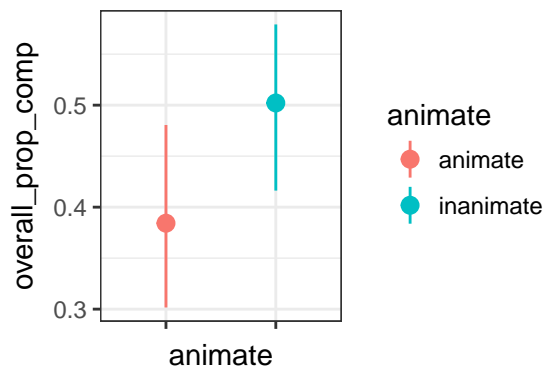 overall_prop_comp
0.5
0.4
0.3
animate
animate
animate
inanimate